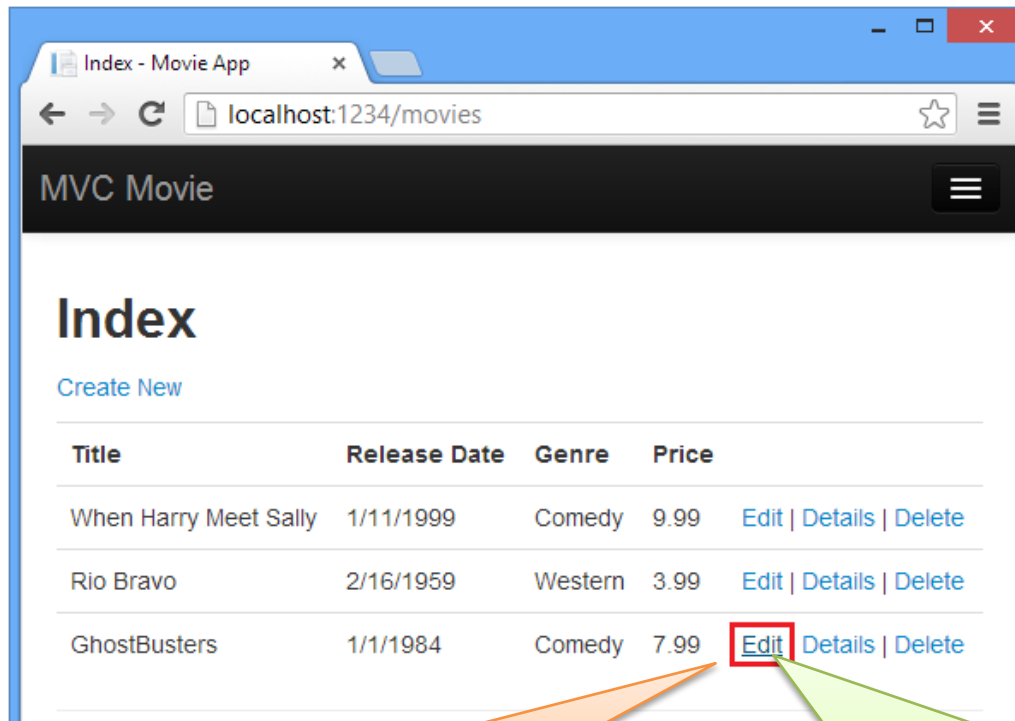 Index - Movie App
localhost:1234/movies
MVC Movie
Index
Create New
Title Release Date Genre Price
When Harry Meet Sally 1/11/1999 Comedy 9.99 Edit | Details | Delete
Rio Bravo 2/16/1959 Western 3.99 Edit | Details | Delete
GhostBusters 1/1/1984 Comedy 7.99 Edit Details | Delete